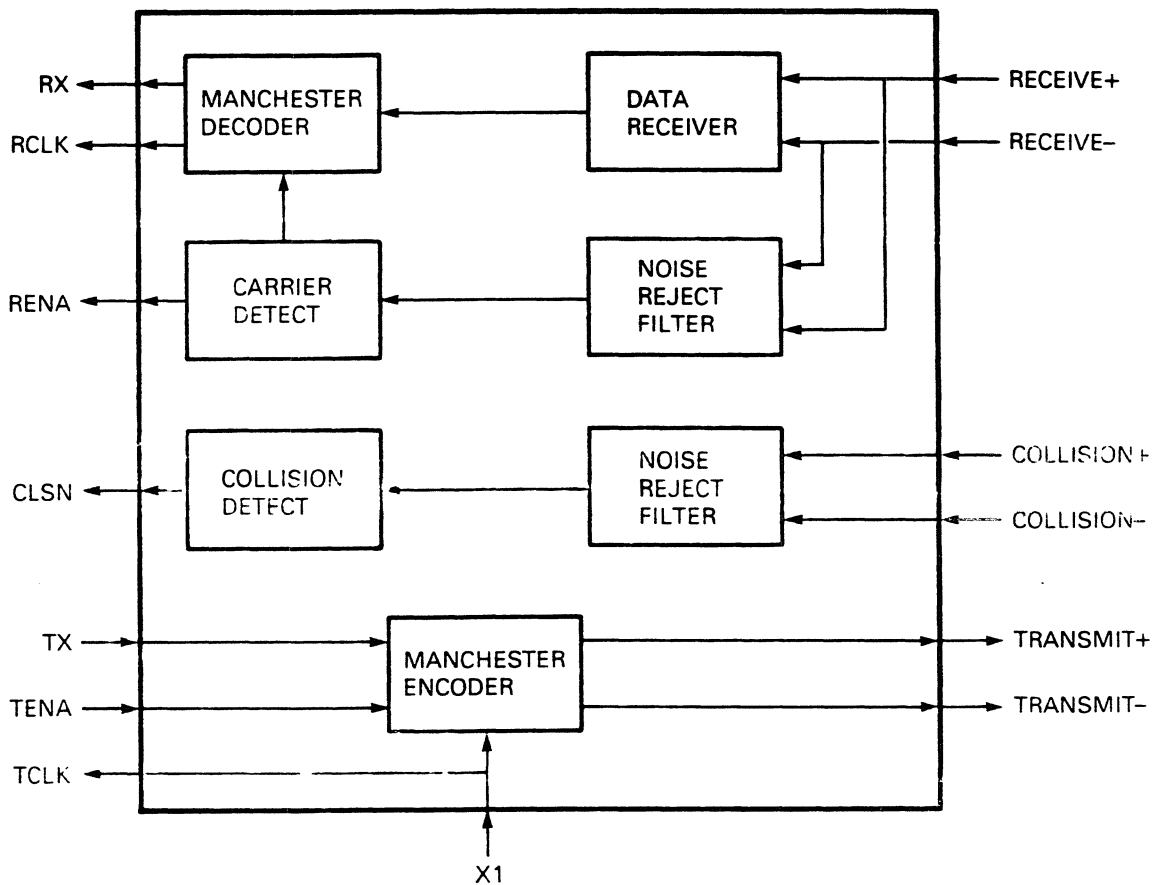 RX
MANCHESTER
DECODER
DATA
RECEIVER
RECEIVE+
RCLK
RECEIVE–
RENA
CARRIER
DETECT
NOISE
REJECT
FILTER
CLSN
COLLISION
DETECT
NOISE
REJECT
FILTER
COLLISION+
COLLISION–
TX
MANCHESTER
ENCODER
TRANSMIT+
TENA
TRANSMIT–
TCLK
X1